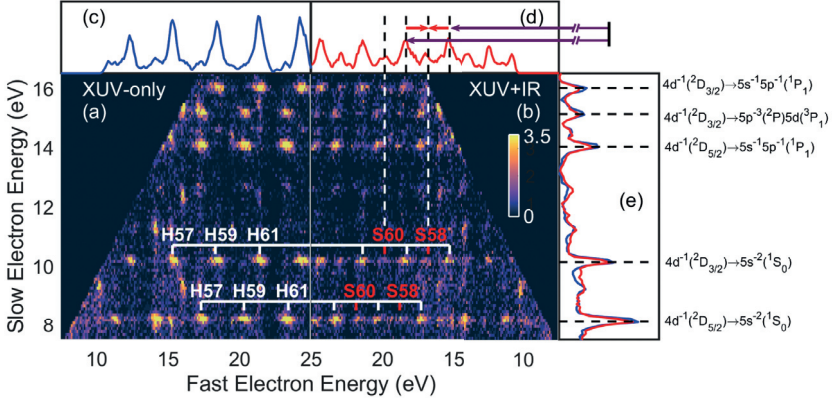 (c)
(d)
XUV-only
(a)
XUV+IR
(b)
3.5
0
H57 H59 H61
S60 S58
H57 H59 H61
S60 S58
16
14
12
10
8
Slow Electron Energy (eV)
10 15 20 25 20 15 10
Fast Electron Energy (eV)
(e)
4d⁻¹(²D₃/₂)→5s⁻¹5p⁻¹(¹P₁)
4d⁻¹(²D₃/₂)→5p⁻³(²P)5d(³P₁)
4d⁻¹(²D₅/₂)→5s⁻¹5p⁻¹(¹P₁)
4d⁻¹(²D₃/₂)→5s⁻²(¹S₀)
4d⁻¹(²D₅/₂)→5s⁻²(¹S₀)